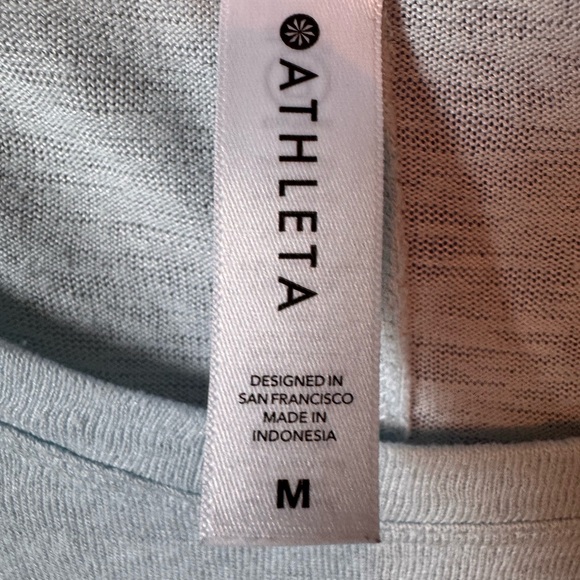 ATHLETA
DESIGNED IN
SAN FRANCISCO
MADE IN
INDONESIA
M